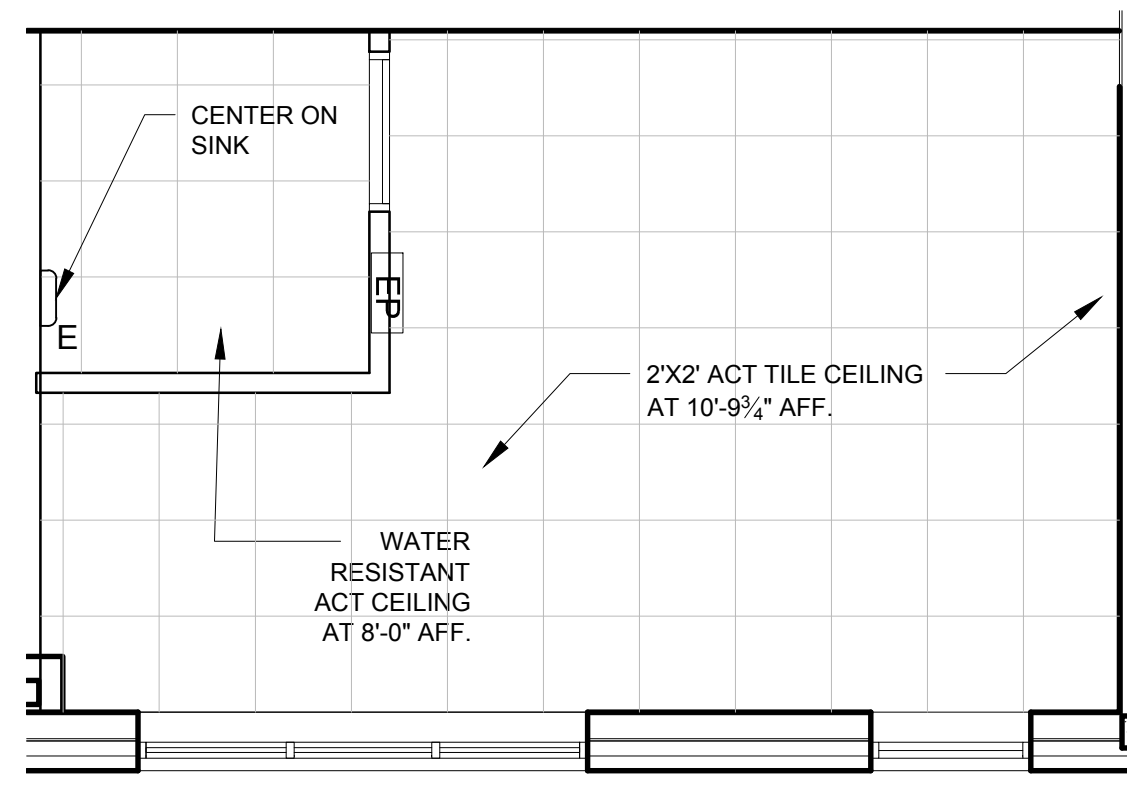 CENTER ON
SINK
E
EP
2'X2' ACT TILE CEILING
AT 10'-9¾" AFF.
WATER
RESISTANT
ACT CEILING
AT 8'-0" AFF.